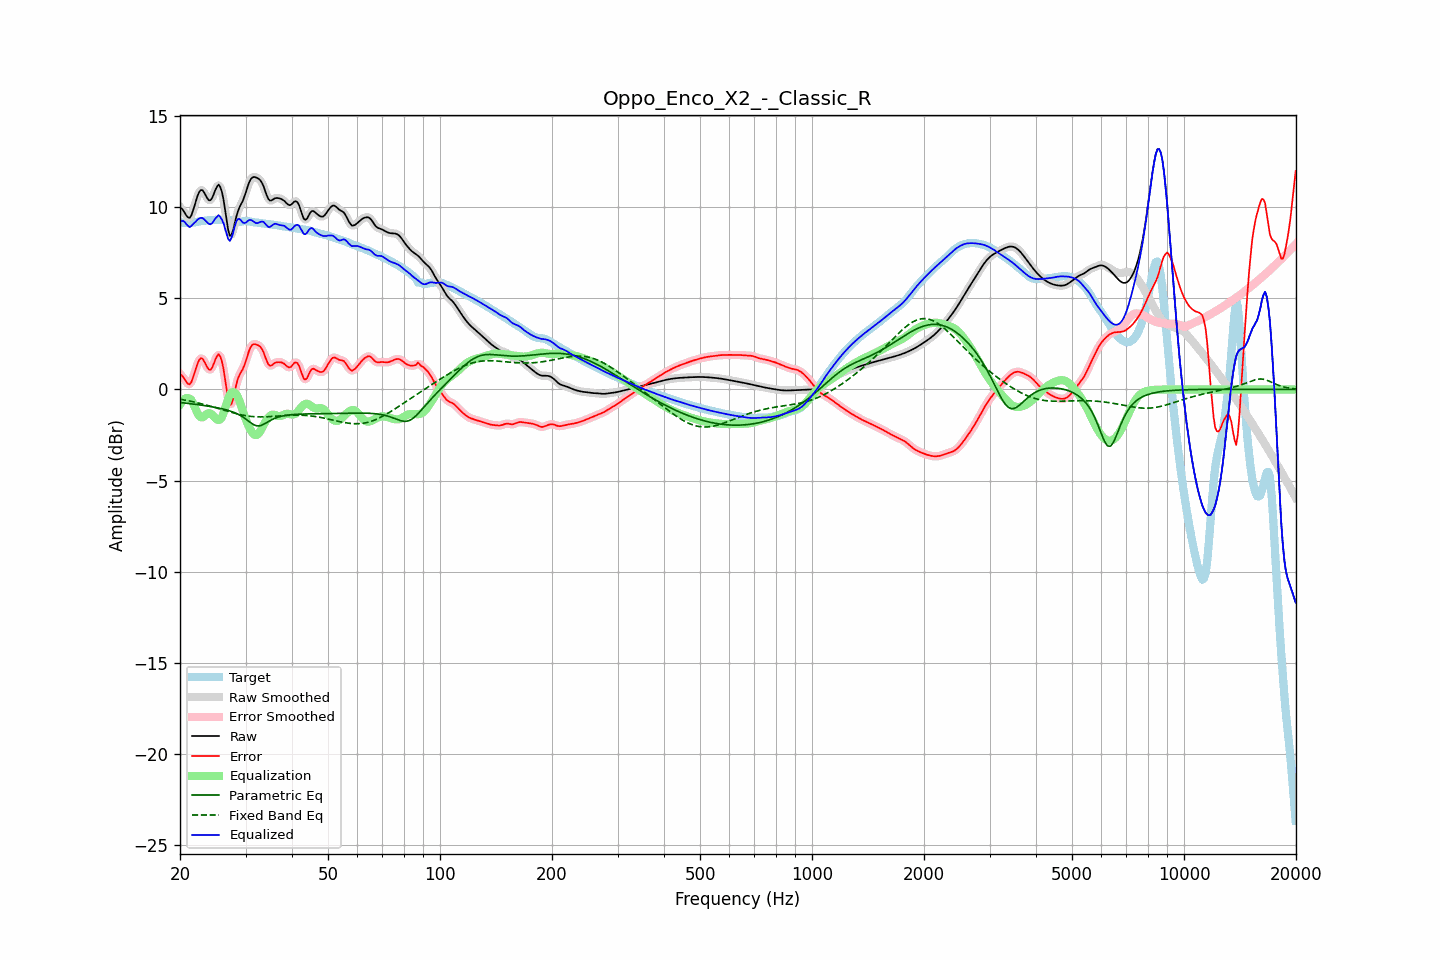 Oppo_Enco_X2_-_Classic_R
15
10
5
0
−5
−10
−15
−20
−25
Amplitude (dBr)
Target
Raw Smoothed
Error Smoothed
Raw
Error
Equalization
Parametric Eq
Fixed Band Eq
Equalized
20 50 100 200 500 1000 2000 5000 10000 20000
Frequency (Hz)